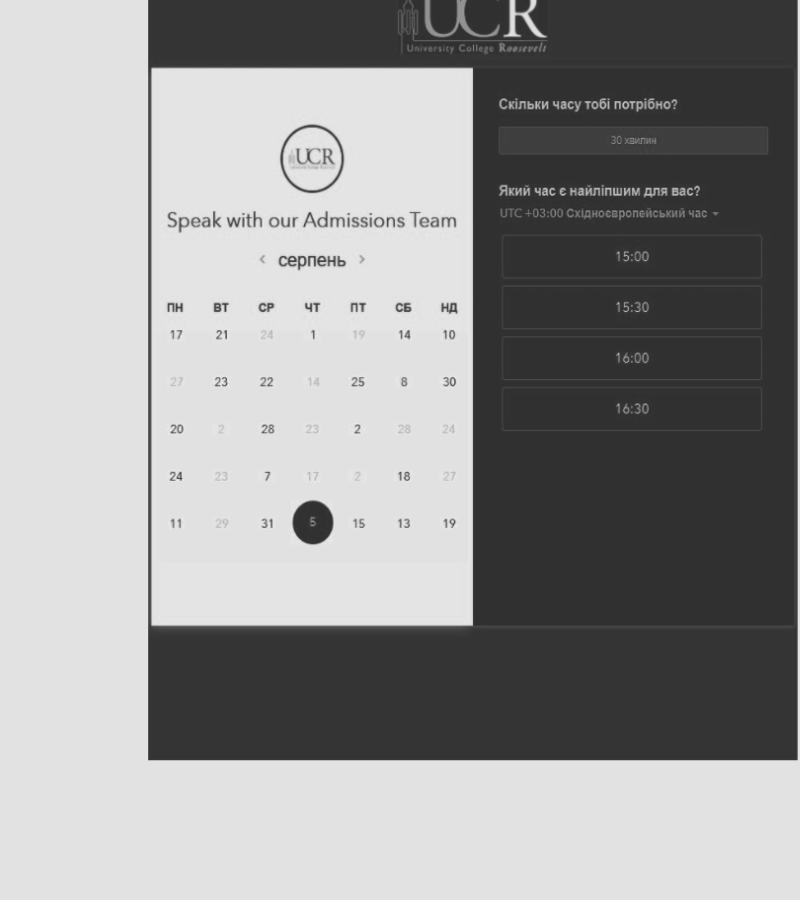 UCR
University College Roosevelt
UCR
Speak with our Admissions Team
< серпень >
ПН ВТ СР ЧТ ПТ СБ НД
17 21 24 1 19 14 10
27 23 22 14 25 8 30
20 2 28 23 2 28 24
24 23 7 17 2 18 27
11 29 31 5 15 13 19
Скільки часу тобі потрібно?
30 хвилин
Який час є найліпшим для вас?
UTC +03:00 Східноєвропейський час
15:00
15:30
16:00
16:30